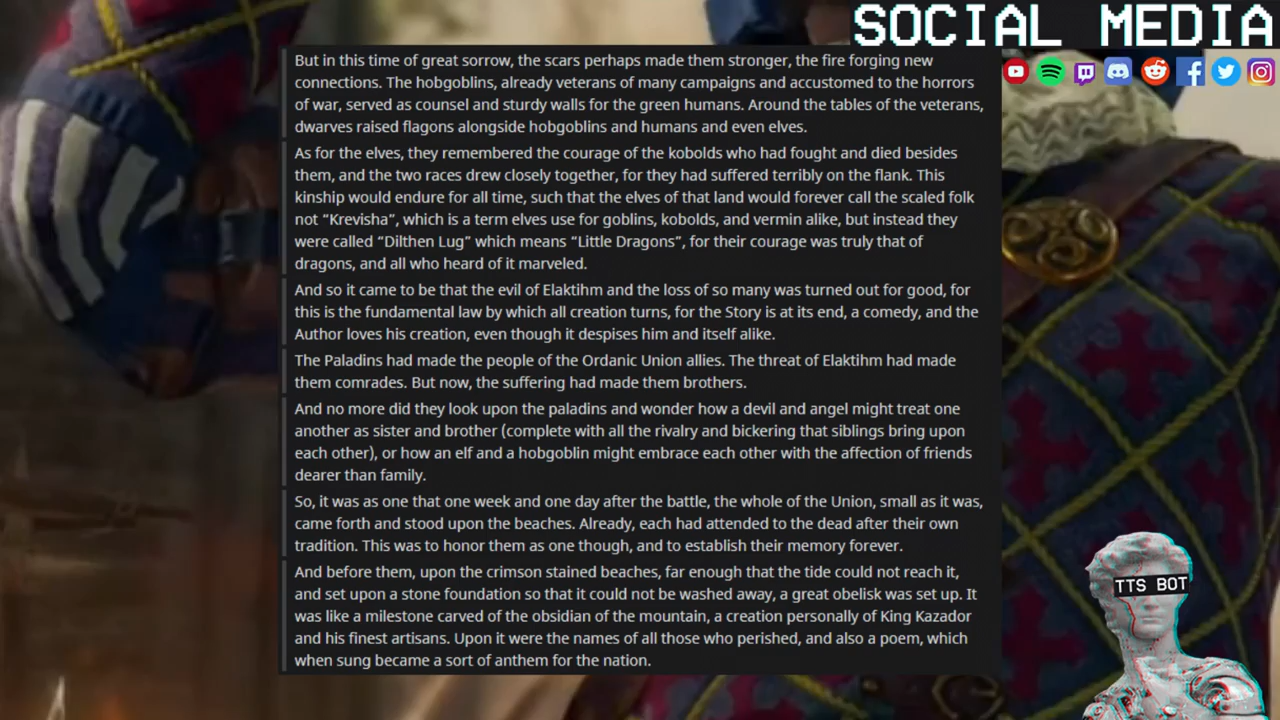 SOCIAL MEDIA
But in this time of great sorrow, the scars perhaps made them stronger, the fire forging new
connections. The hobgoblins, already veterans of many campaigns and accustomed to the horrors
of war, served as counsel and sturdy walls for the green humans. Around the tables of the veterans,
dwarves raised flagons alongside hobgoblins and humans and even elves.
As for the elves, they remembered the courage of the kobolds who had fought and died besides
them, and the two races drew closely together, for they had suffered terribly on the flank. This
kinship would endure for all time, such that the elves of that land would forever call the scaled folk
not “Krevisha”, which is a term elves use for goblins, kobolds, and vermin alike, but instead they
were called “Dilthen Lug” which means “Little Dragons”, for their courage was truly that of
dragons, and all who heard of it marveled.
And so it came to be that the evil of Elaktihm and the loss of so many was turned out for good, for
this is the fundamental law by which all creation turns, for the Story is at its end, a comedy, and the
Author loves his creation, even though it despises him and itself alike.
The Paladins had made the people of the Ordanic Union allies. The threat of Elaktihm had made
them comrades. But now, the suffering had made them brothers.
And no more did they look upon the paladins and wonder how a devil and angel might treat one
another as sister and brother (complete with all the rivalry and bickering that siblings bring upon
each other), or how an elf and a hobgoblin might embrace each other with the affection of friends
dearer than family.
So, it was as one that one week and one day after the battle, the whole of the Union, small as it was,
came forth and stood upon the beaches. Already, each had attended to the dead after their own
tradition. This was to honor them as one though, and to establish their memory forever.
And before them, upon the crimson stained beaches, far enough that the tide could not reach it,
and set upon a stone foundation so that it could not be washed away, a great obelisk was set up. It
was like a milestone carved of the obsidian of the mountain, a creation personally of King Kazador
and his finest artisans. Upon it were the names of all those who perished, and also a poem, which
when sung became a sort of anthem for the nation.
TTS BOT